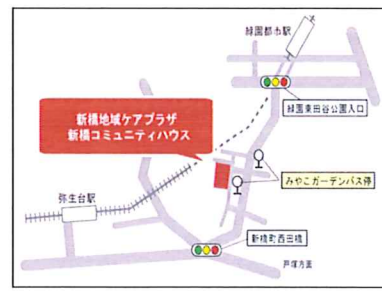 緑園都市駅
緑園東田谷公園入口
新橋地域ケアプラザ
新橋コミュニティハウス
みやこガーデンバス停
弥生台駅
新橋町西田橋
戸塚方面